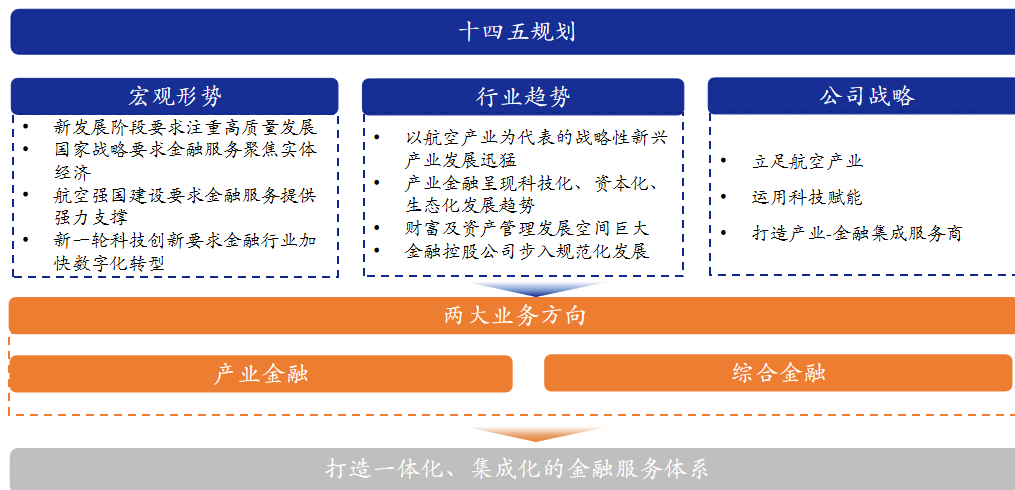 十四五规划
宏观形势
• 新发展阶段要求注重高质量发展
• 国家战略要求金融服务聚焦实体
经济
• 航空强国建设要求金融服务提供
强力支撑
• 新一轮科技创新要求金融行业加
快数字化转型
行业趋势
• 以航空产业为代表的战略性新兴
产业发展迅猛
• 产业金融呈现科技化、资本化、
生态化发展趋势
• 财富及资产管理发展空间巨大
• 金融控股公司步入规范化发展
公司战略
• 立足航空产业
• 运用科技赋能
• 打造产业-金融集成服务商
两大业务方向
产业金融
综合金融
打造一体化、集成化的金融服务体系